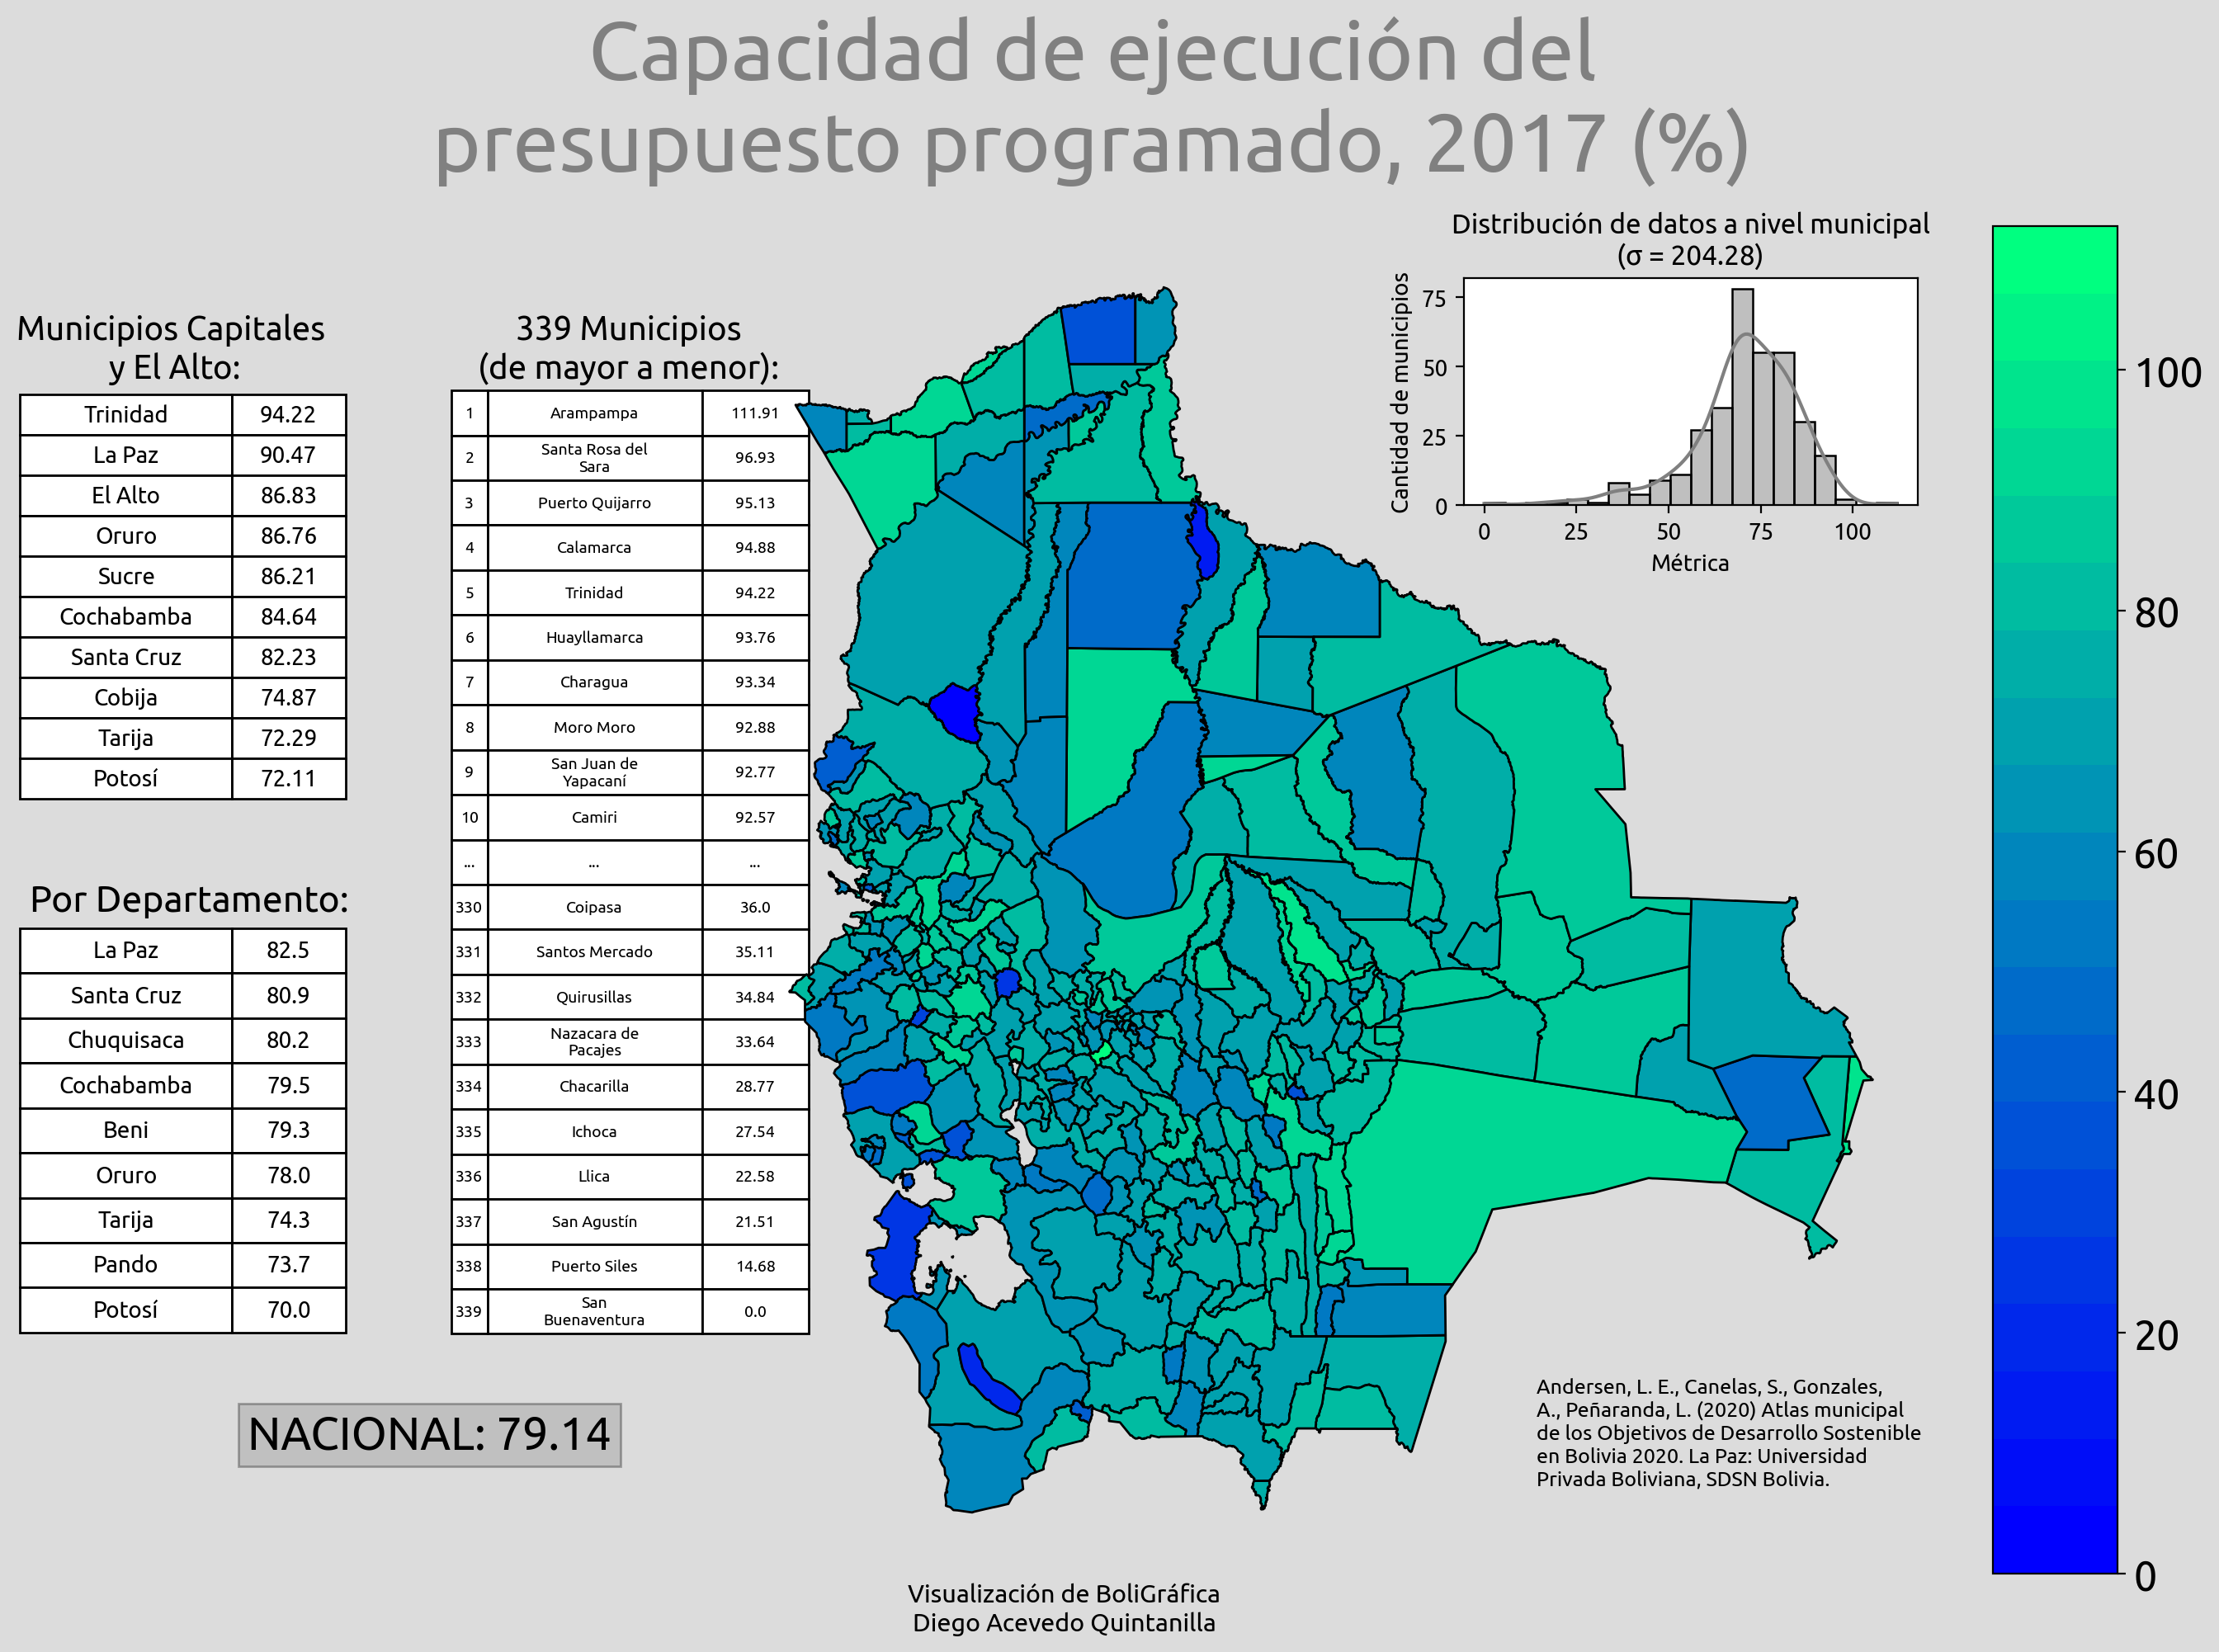 Capacidad de ejecución del
presupuesto programado, 2017 (%)
Municipios Capitales
y El Alto:
Trinidad 94.22
La Paz 90.47
El Alto 86.83
Oruro 86.76
Sucre 86.21
Cochabamba 84.64
Santa Cruz 82.23
Cobija 74.87
Tarija 72.29
Potosí 72.11
Por Departamento:
La Paz 82.5
Santa Cruz 80.9
Chuquisaca 80.2
Cochabamba 79.5
Beni 79.3
Oruro 78.0
Tarija 74.3
Pando 73.7
Potosí 70.0
NACIONAL: 79.14
339 Municipios
(de mayor a menor):
1 Arampampa 111.91
2 Santa Rosa del
Sara 96.93
3 Puerto Quijarro 95.13
4 Calamarca 94.88
5 Trinidad 94.22
6 Huayllamarca 93.76
7 Charagua 93.34
8 Moro Moro 92.88
9 San Juan de
Yapacaní 92.77
10 Camiri 92.57
... ... ...
330 Coipasa 36.0
331 Santos Mercado 35.11
332 Quirusillas 34.84
333 Nazacara de
Pacajes 33.64
334 Chacarilla 28.77
335 Ichoca 27.54
336 Llica 22.58
337 San Agustín 21.51
338 Puerto Siles 14.68
339 San
Buenaventura 0.0
Distribución de datos a nivel municipal
(σ = 204.28)
Cantidad de municipios
75
50
25
0
0 25 50 75 100
Métrica
100
80
60
40
20
0
Andersen, L. E., Canelas, S., Gonzales,
A., Peñaranda, L. (2020) Atlas municipal
de los Objetivos de Desarrollo Sostenible
en Bolivia 2020. La Paz: Universidad
Privada Boliviana, SDSN Bolivia.
Visualización de BoliGráfica
Diego Acevedo Quintanilla